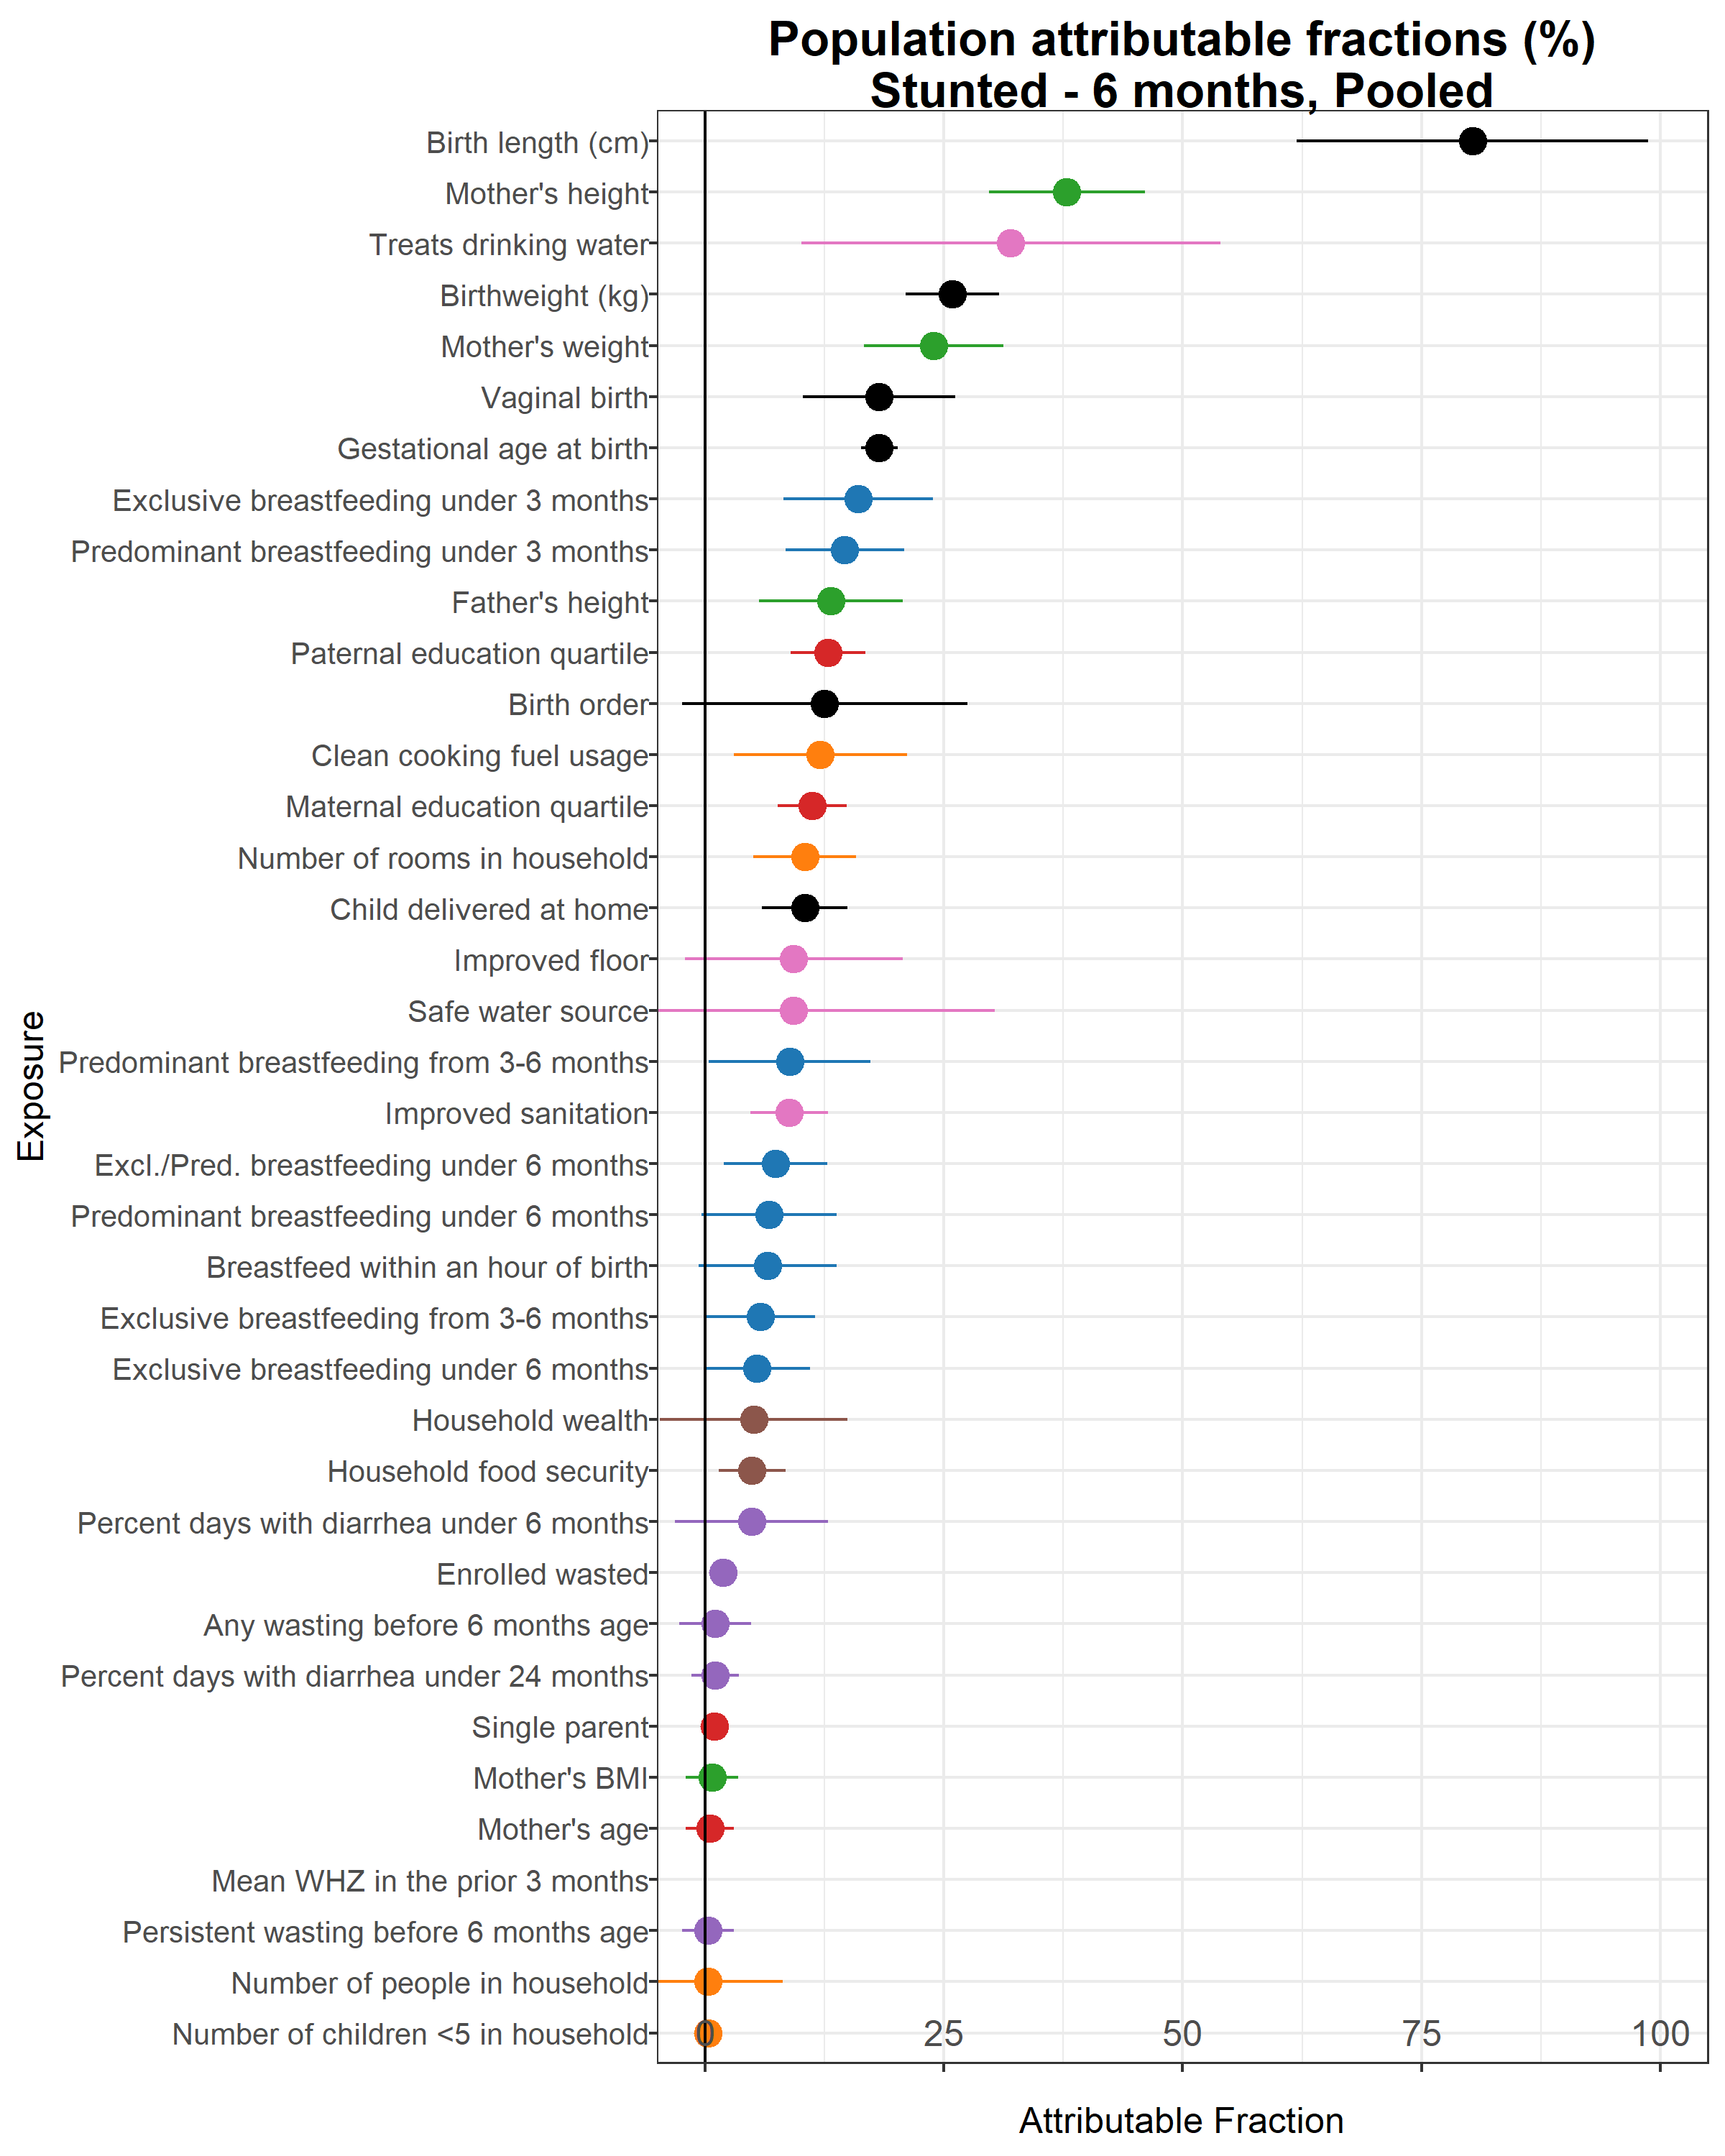 Population attributable fractions (%)
Stunted - 6 months, Pooled
Birth length (cm)
Mother's height
Treats drinking water
Birthweight (kg)
Mother's weight
Vaginal birth
Gestational age at birth
Exclusive breastfeeding under 3 months
Predominant breastfeeding under 3 months
Father's height
Paternal education quartile
Birth order
Clean cooking fuel usage
Maternal education quartile
Number of rooms in household
Child delivered at home
Improved floor
Safe water source
Predominant breastfeeding from 3-6 months
Improved sanitation
Excl./Pred. breastfeeding under 6 months
Predominant breastfeeding under 6 months
Breastfeed within an hour of birth
Exclusive breastfeeding from 3-6 months
Exclusive breastfeeding under 6 months
Household wealth
Household food security
Percent days with diarrhea under 6 months
Enrolled wasted
Any wasting before 6 months age
Percent days with diarrhea under 24 months
Single parent
Mother's BMI
Mother's age
Mean WHZ in the prior 3 months
Persistent wasting before 6 months age
Number of people in household
Number of children <5 in household
Exposure
0 25 50 75 100
Attributable Fraction